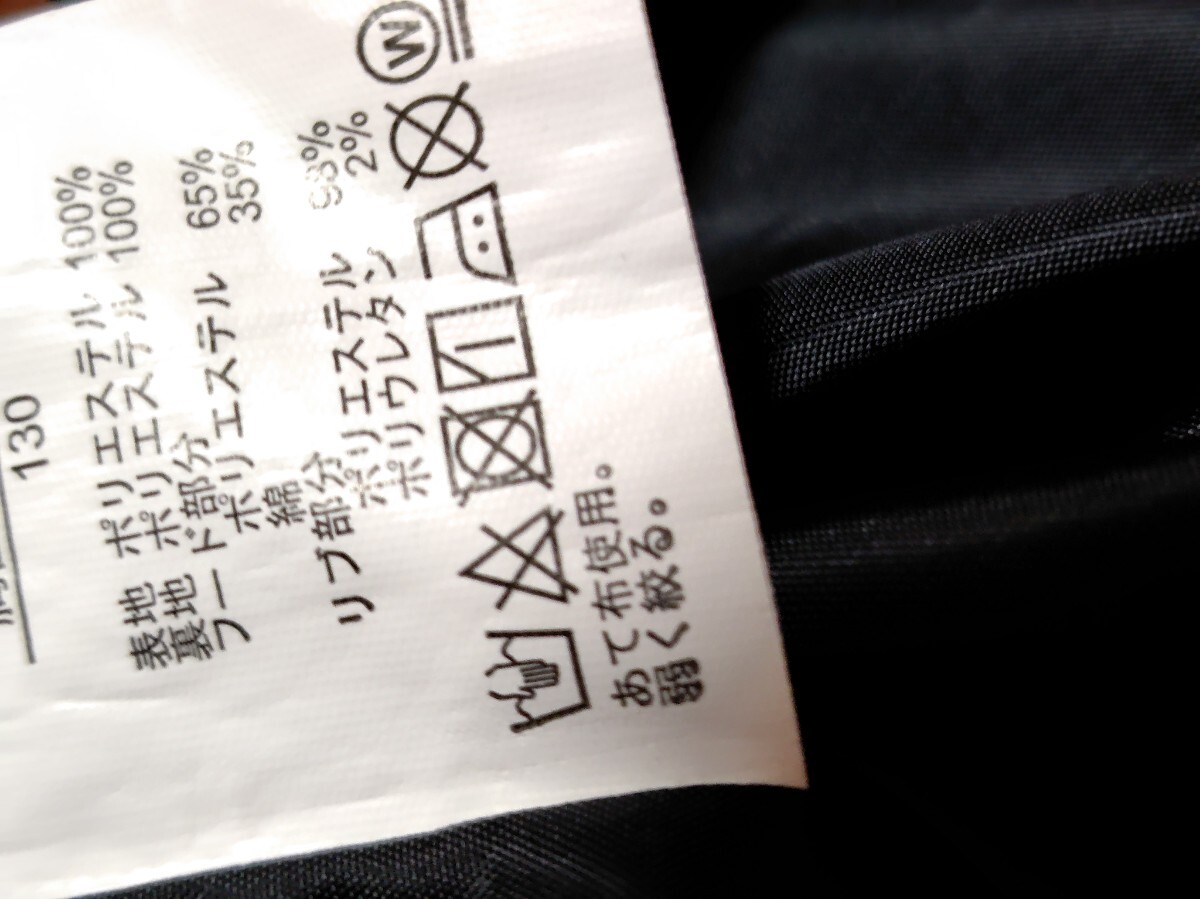 130
表地 ポリエステル 100%
裏地 ポリエステル 100%
フード部分
ポリエステル 65%
綿 35%
リブ部分
ポリエステル 98%
ポリウレタン 2%
W
あて布使用。
弱く絞る。